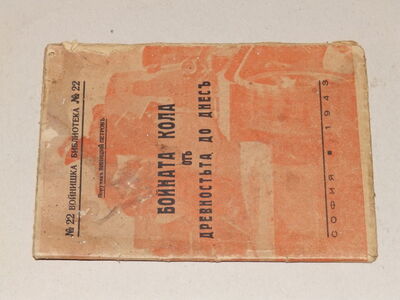 № 22 ВОЙНИШКА БИБЛИОТЕКА № 22
БОЙНАТА КОЛА
отъ
ДРЕВНОСТЬТА ДО ДНЕСЪ
СОФИЯ 1943